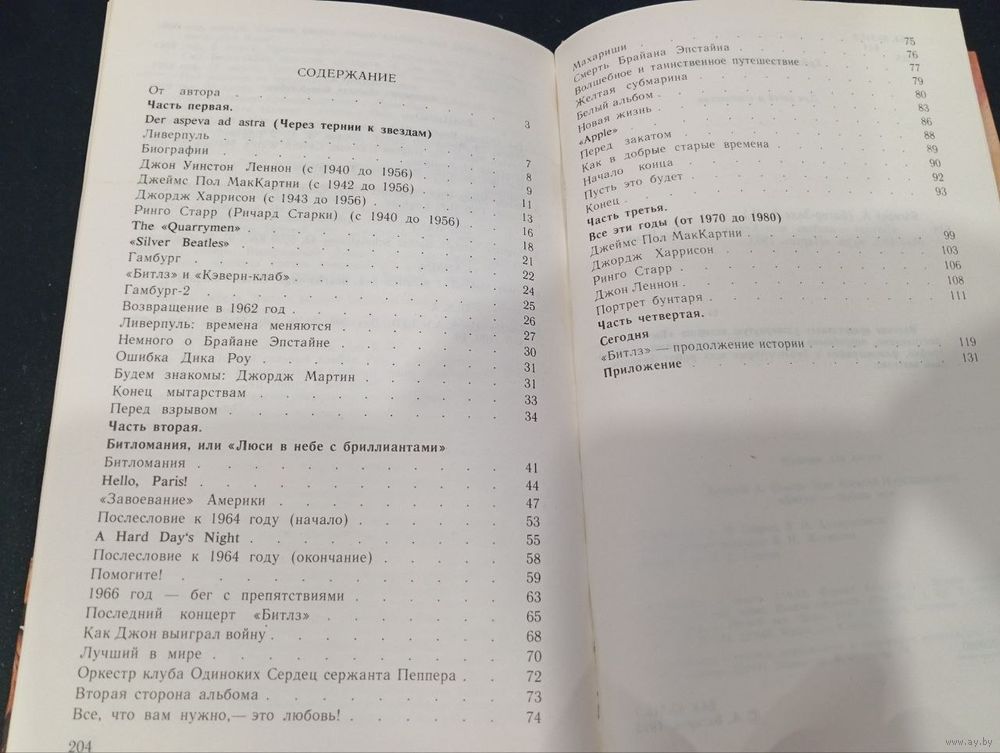 СОДЕРЖАНИЕ
От автора . . . . . . 3
Часть первая.
Der aspeva ad astra (Через тернии к звездам)
Ливерпуль . . . . . . 7
Биографии . . . . . . 8
Джон Уинстон Леннон (с 1940 до 1956) . . . 9
Джеймс Пол МакКартни (с 1942 до 1956) . . . 11
Джордж Харрисон (с 1943 до 1956) . . . 13
Ринго Старр (Ричард Старки) (с 1940 до 1956) 16
The «Quarrymen» . . . . . . 18
«Silver Beatles» . . . . . . 21
Гамбург . . . . . . 22
«Битлз» и «Кэверн-клаб» . . . . . . 24
Гамбург-2 . . . . . . 25
Возвращение в 1962 год . . . . . . 26
Ливерпуль: времена меняются . . . . . . 27
Немного о Брайане Эпстайне . . . . . . 30
Ошибка Дика Роу . . . . . . 31
Будем знакомы: Джордж Мартин . . . . . 31
Конец мытарствам . . . . . . 33
Перед взрывом . . . . . . 34
Часть вторая.
Битломания, или «Люси в небе с бриллиантами»
Битломания . . . . . . 41
Hello, Paris! . . . . . . 44
«Завоевание» Америки . . . . . . 47
Послесловие к 1964 году (начало) . . . . . 53
A Hard Day's Night . . . . . . 55
Послесловие к 1964 году (окончание) . . . . 58
Помогите! . . . . . . 59
1966 год — бег с препятствиями . . . . . 63
Последний концерт «Битлз» . . . . . . 65
Как Джон выиграл войну . . . . . . 68
Лучший в мире . . . . . . 70
Оркестр клуба Одиноких Сердец сержанта Пеппера . . 72
Вторая сторона альбома . . . . . . 73
Все, что вам нужно,— это любовь! . . . . . 74
204
Махариши . . . . . . 75
Смерть Брайана Эпстайна . . . . . . 76
Волшебное и таинственное путешествие . . . 77
Желтая субмарина . . . . . . 79
Белый альбом . . . . . . 80
Новая жизнь . . . . . . 83
«Apple» . . . . . . 86
Перед закатом . . . . . . 88
Как в добрые старые времена . . . . . 89
Начало конца . . . . . . 90
Пусть это будет . . . . . . 92
Конец . . . . . . 93
Часть третья.
Все эти годы (от 1970 до 1980)
Джеймс Пол МакКартни . . . . . . 99
Джордж Харрисон . . . . . . 103
Ринго Старр . . . . . . 106
Джон Леннон . . . . . . 108
Портрет бунтаря . . . . . . 111
Часть четвертая.
Сегодня
«Битлз» — продолжение истории . . . . . 119
Приложение . . . . . . 131
www.ay.by